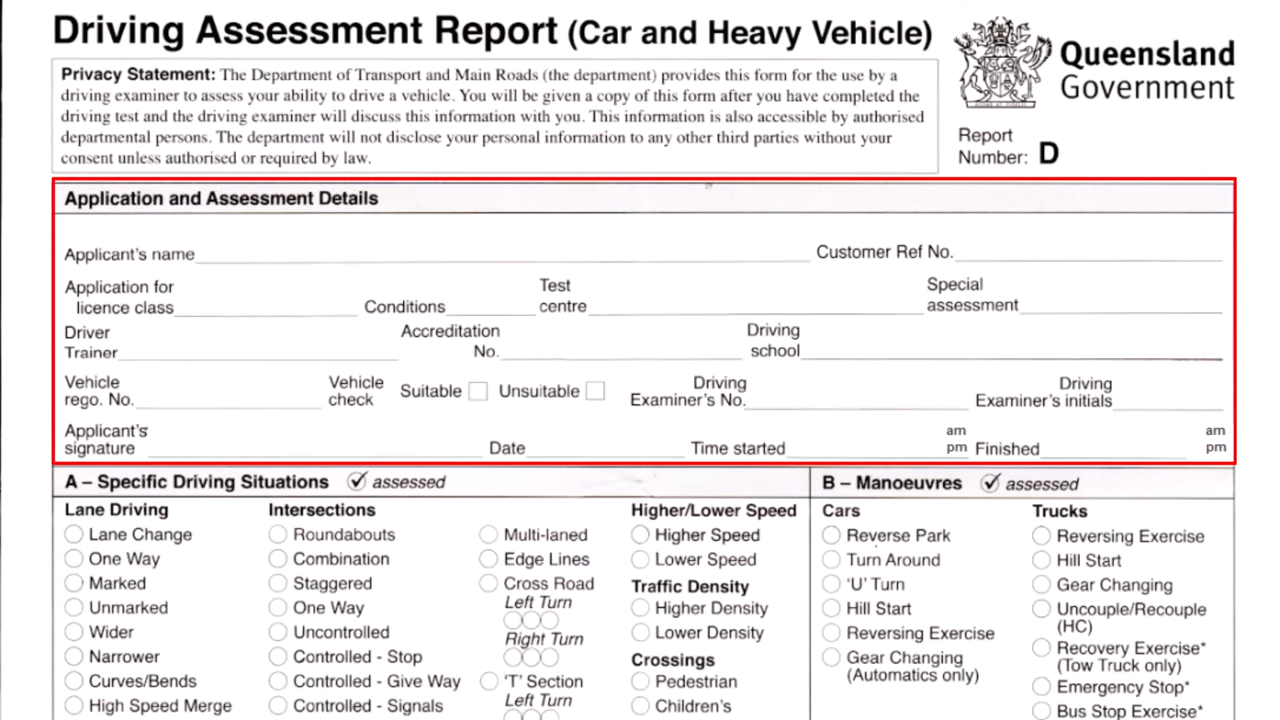 Driving Assessment Report (Car and Heavy Vehicle)
Queensland
Government
Privacy Statement: The Department of Transport and Main Roads (the department) provides this form for the use by a
driving examiner to assess your ability to drive a vehicle. You will be given a copy of this form after you have completed the
driving test and the driving examiner will discuss this information with you. This information is also accessible by authorised
departmental persons. The department will not disclose your personal information to any other third parties without your
consent unless authorised or required by law.
Report
Number: D
Application and Assessment Details
Applicant's name Customer Ref No.
Application for licence class Conditions Test centre Special assessment
Driver Trainer Accreditation No. Driving school
Vehicle rego. No. Vehicle check Suitable Unsuitable Driving Examiner's No. Driving Examiner's initials
Applicant's signature Date Time started am pm Finished am pm
A – Specific Driving Situations assessed
Lane Driving
Lane Change
One Way
Marked
Unmarked
Wider
Narrower
Curves/Bends
High Speed Merge
Intersections
Roundabouts
Combination
Staggered
One Way
Uncontrolled
Controlled - Stop
Controlled - Give Way
Controlled - Signals
Multi-laned
Edge Lines
Cross Road
Left Turn
Right Turn
'T' Section
Left Turn
Higher/Lower Speed
Higher Speed
Lower Speed
Traffic Density
Higher Density
Lower Density
Crossings
Pedestrian
Children's
B – Manoeuvres assessed
Cars
Reverse Park
Turn Around
'U' Turn
Hill Start
Reversing Exercise
Gear Changing
(Automatics only)
Trucks
Reversing Exercise
Hill Start
Gear Changing
Uncouple/Recouple
(HC)
Recovery Exercise*
(Tow Truck only)
Emergency Stop*
Bus Stop Exercise*